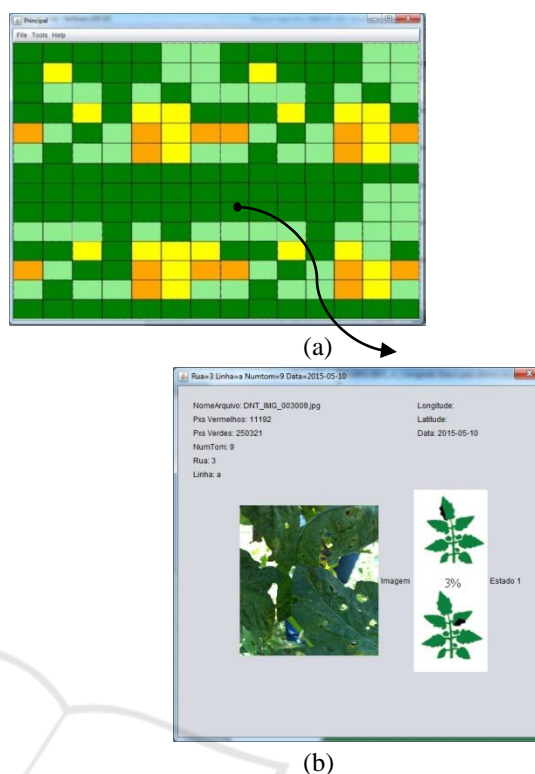 Principal
File Tools Help
(a)
Rua=3 Linha=a Numtom=9 Data=2015-05-10
NomeArquivo: DNT_IMG_003009.jpg
Longitude:
Pxs Vermelhos: 11192
Latitude:
Pxs Verdes: 250321
Data: 2015-05-10
NumTom: 9
Rua: 3
Linha: a
Imagem
3%
Estado 1
(b)